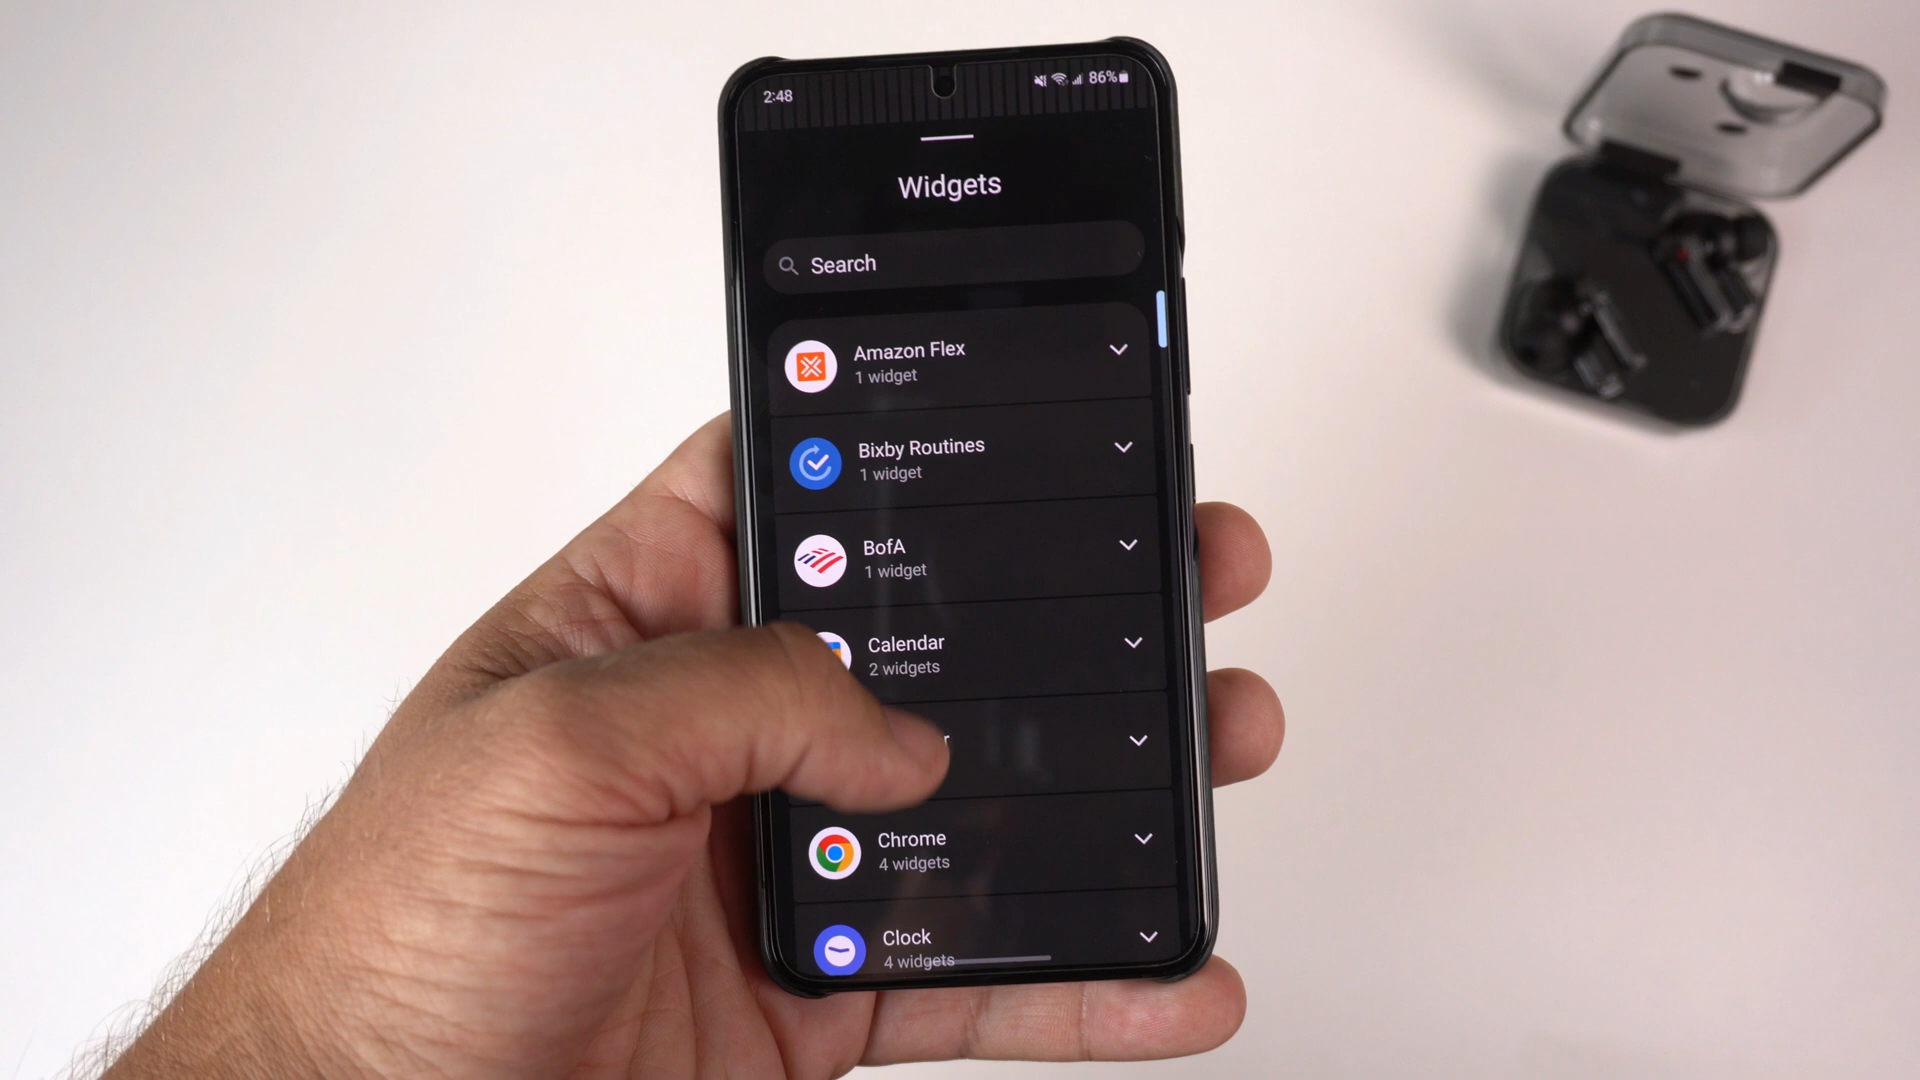 2:48
86%
Widgets
Search
Amazon Flex
1 widget
Bixby Routines
1 widget
BofA
1 widget
Calendar
2 widgets
Chrome
4 widgets
Clock
4 widgets